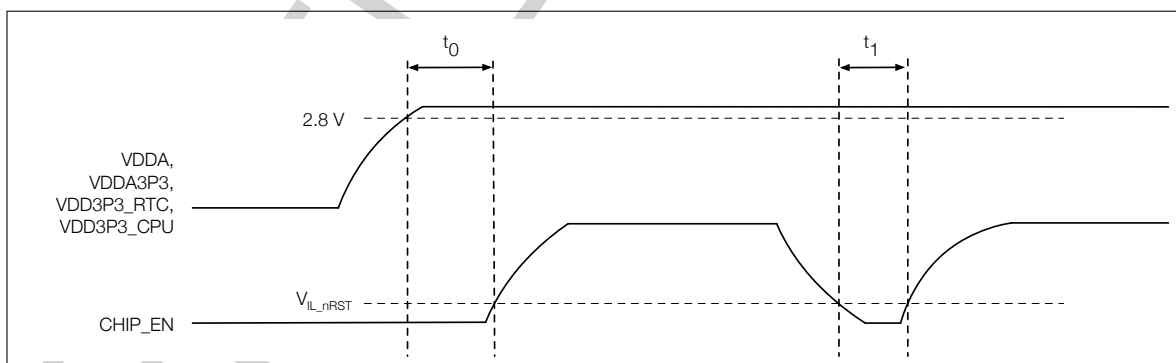 t0
t1
2.8 V
VDDA,
VDDA3P3,
VDD3P3_RTC,
VDD3P3_CPU
VIL_nRST
CHIP_EN